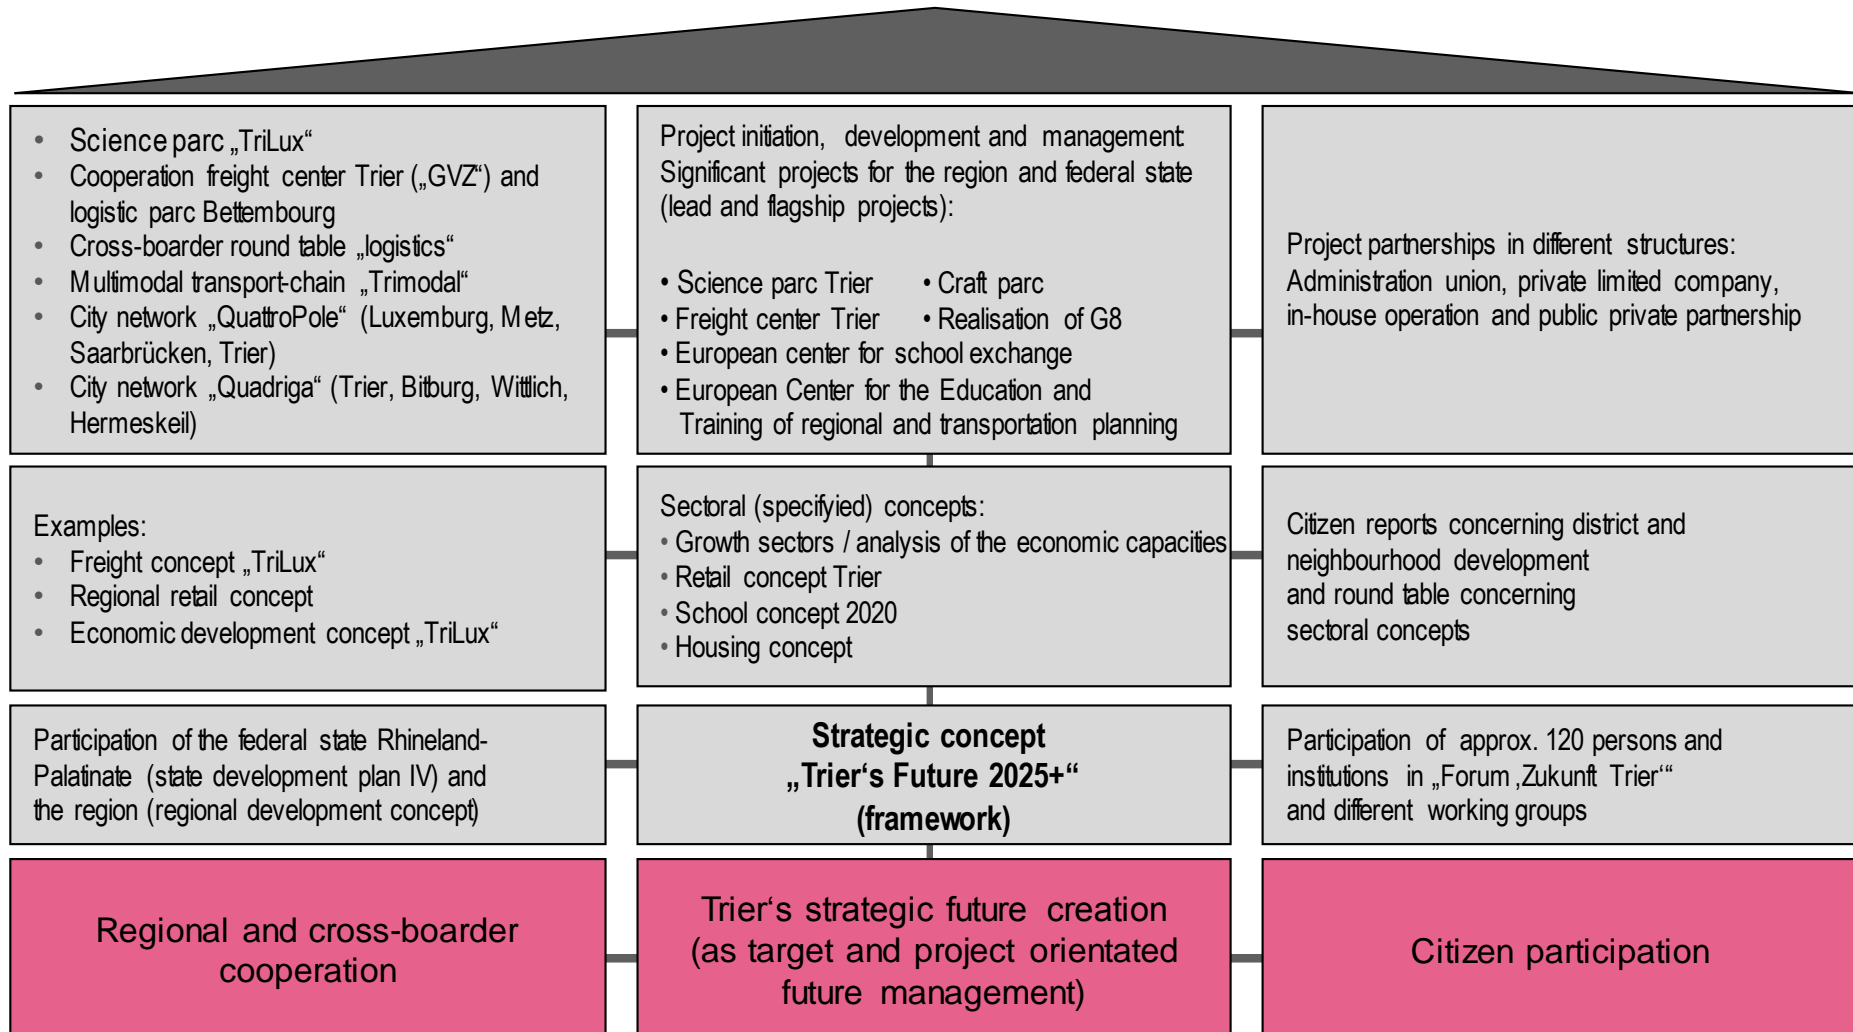 • Science parc „TriLux“
• Cooperation freight center Trier („GVZ“) and
logistic parc Bettembourg
• Cross-boarder round table „logistics“
• Multimodal transport-chain „Trimodal“
• City network „QuattroPole“ (Luxemburg, Metz,
Saarbrücken, Trier)
• City network „Quadriga“ (Trier, Bitburg, Wittlich,
Hermeskeil)
Project initiation, development and management:
Significant projects for the region and federal state
(lead and flagship projects):
• Science parc Trier • Craft parc
• Freight center Trier • Realisation of G8
• European center for school exchange
• European Center for the Education and
Training of regional and transportation planning
Project partnerships in different structures:
Administration union, private limited company,
in-house operation and public private partnership
Examples:
• Freight concept „TriLux“
• Regional retail concept
• Economic development concept „TriLux“
Sectoral (specifyied) concepts:
• Growth sectors / analysis of the economic capacities
• Retail concept Trier
• School concept 2020
• Housing concept
Citizen reports concerning district and
neighbourhood development
and round table concerning
sectoral concepts
Participation of the federal state Rhineland-
Palatinate (state development plan IV) and
the region (regional development concept)
Strategic concept
„Trier‘s Future 2025+“
(framework)
Participation of approx. 120 persons and
institutions in „Forum ‚Zukunft Trier‘“
and different working groups
Regional and cross-boarder
cooperation
Trier‘s strategic future creation
(as target and project orientated
future management)
Citizen participation